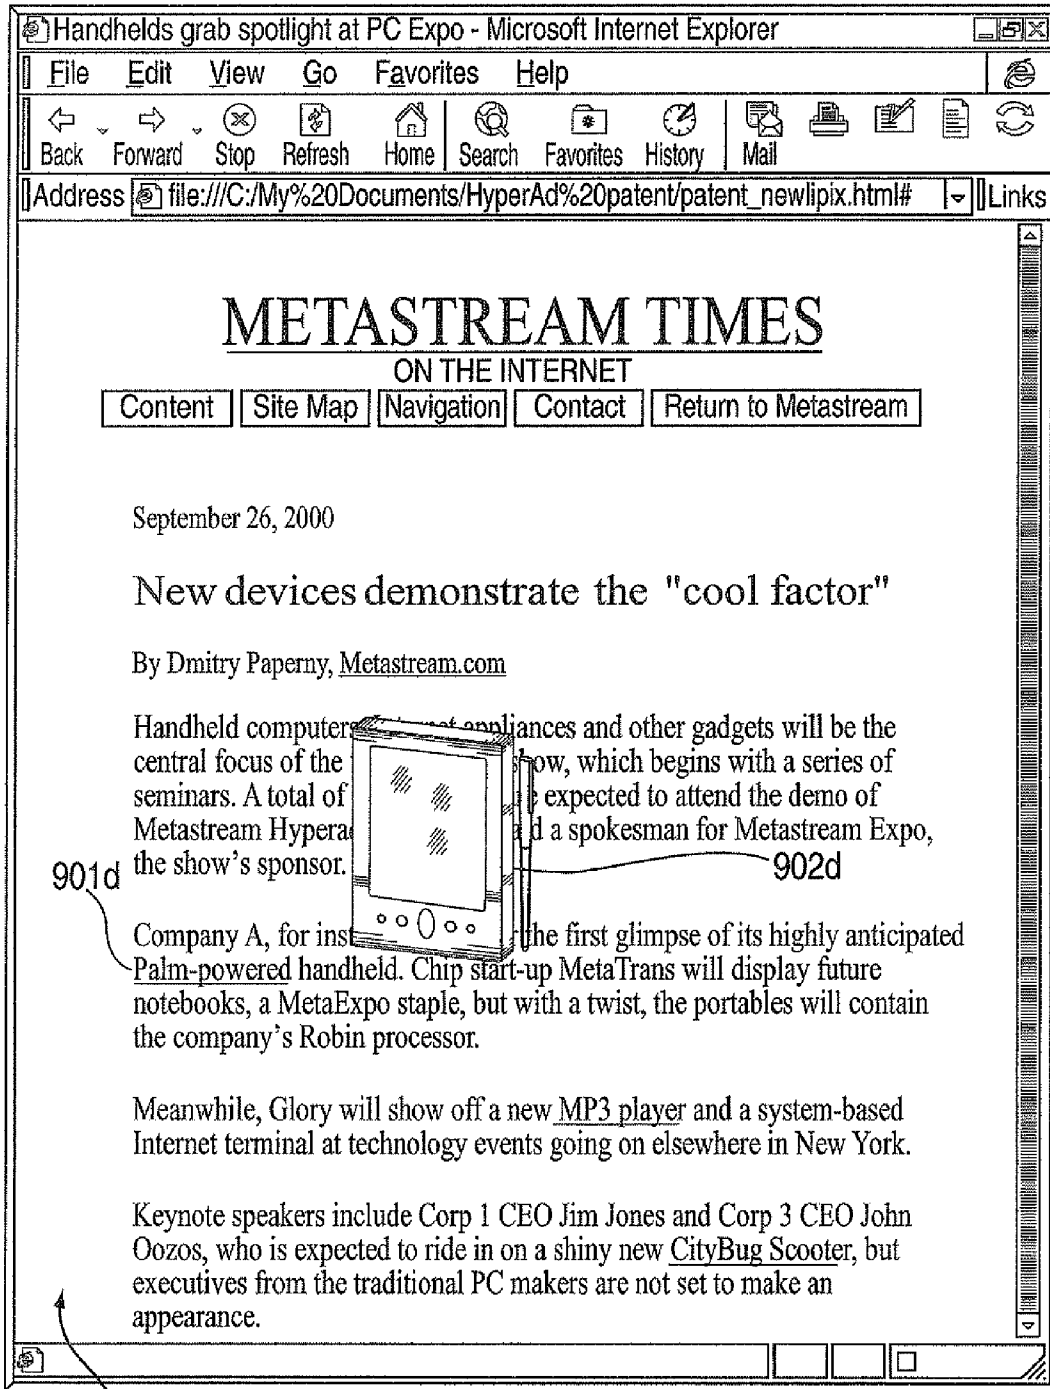 Handhelds grab spotlight at PC Expo - Microsoft Internet Explorer
File Edit View Go Favorites Help
Back Forward Stop Refresh Home Search Favorites History Mail
Address file:///C:/My%20Documents/HyperAd%20patent/patent_newlipix.html# Links
METASTREAM TIMES
ON THE INTERNET
Content Site Map Navigation Contact Return to Metastream
September 26, 2000
New devices demonstrate the "cool factor"
By Dmitry Paperny, Metastream.com
Handheld computers appliances and other gadgets will be the
central focus of the show, which begins with a series of
seminars. A total of expected to attend the demo of
Metastream a spokesman for Metastream Expo,
the show's sponsor.
901d
902d
Company A, for the first glimpse of its highly anticipated
Palm-powered handheld. Chip start-up MetaTrans will display future
notebooks, a MetaExpo staple, but with a twist, the portables will contain
the company's Robin processor.
Meanwhile, Glory will show off a new MP3 player and a system-based
Internet terminal at technology events going on elsewhere in New York.
Keynote speakers include Corp 1 CEO Jim Jones and Corp 3 CEO John
Oozos, who is expected to ride in on a shiny new CityBug Scooter, but
executives from the traditional PC makers are not set to make an
appearance.